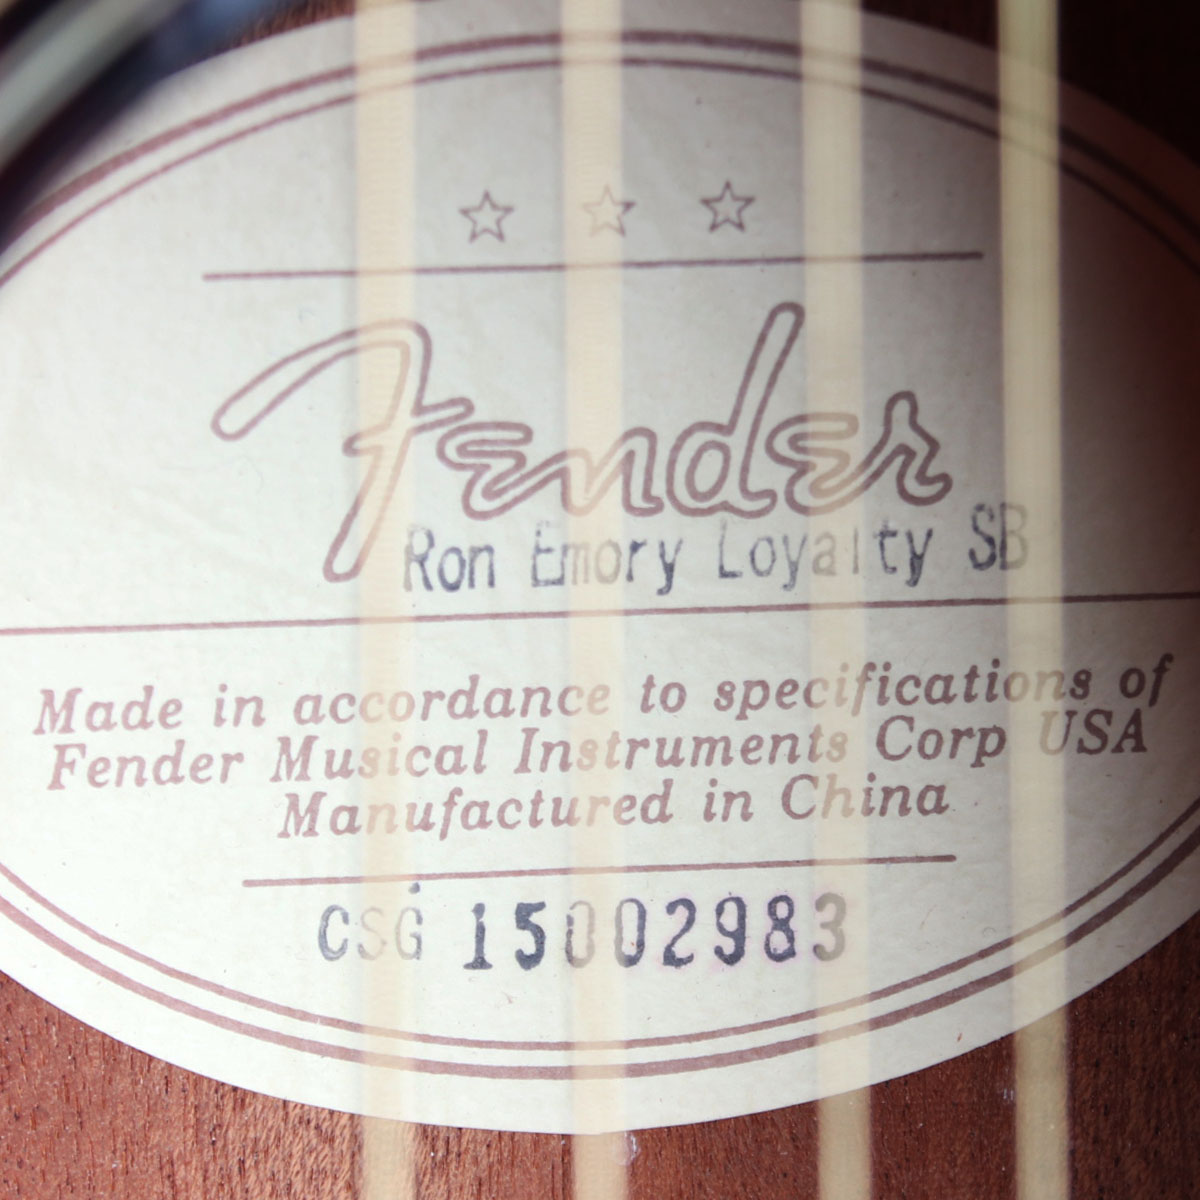 Fender
Ron Emory Loyalty SB
Made in accordance to specifications of
Fender Musical Instruments Corp USA
Manufactured in China
CSG 15002983